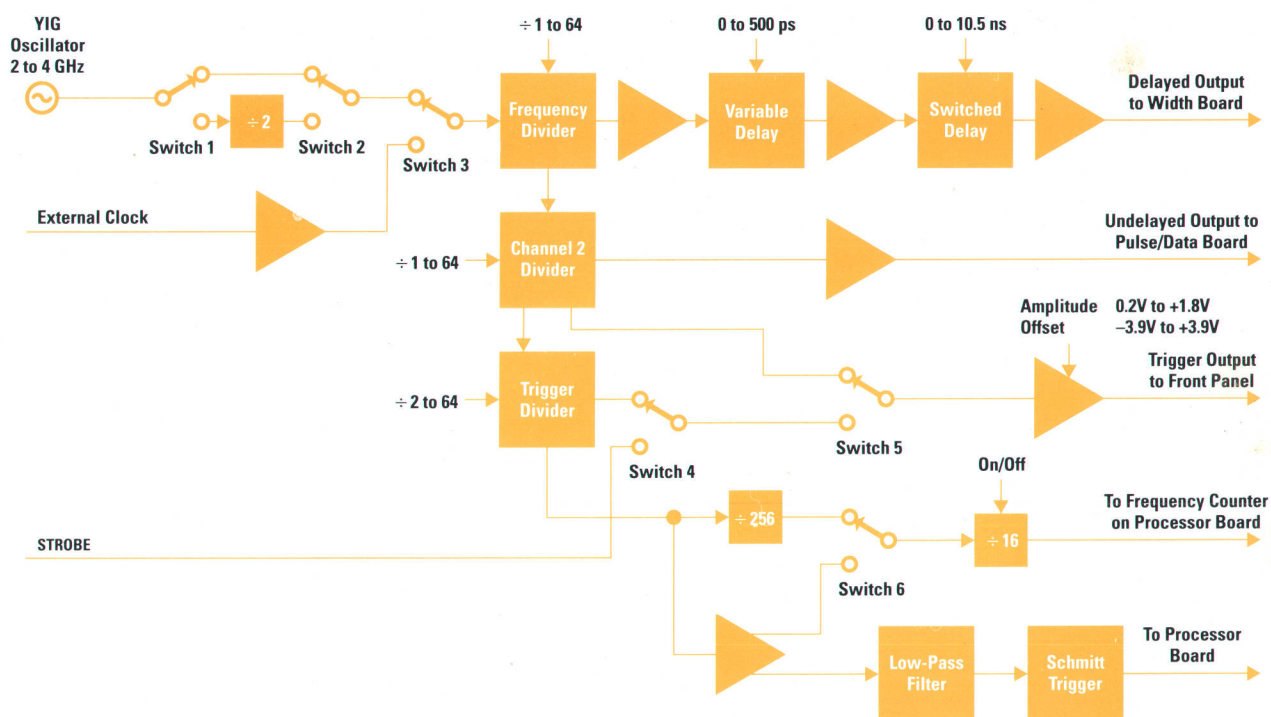 YIG
Oscillator
2 to 4 GHz
÷ 1 to 64
0 to 500 ps
0 to 10.5 ns
÷ 2
Switch 1
Switch 2
Switch 3
Frequency
Divider
Variable
Delay
Switched
Delay
Delayed Output
to Width Board
External Clock
÷ 1 to 64
Channel 2
Divider
Undelayed Output to
Pulse/Data Board
Amplitude 0.2V to +1.8V
Offset –3.9V to +3.9V
÷ 2 to 64
Trigger
Divider
Switch 4
Switch 5
Trigger Output
to Front Panel
STROBE
÷ 256
Switch 6
On/Off
÷ 16
To Frequency Counter
on Processor Board
Low-Pass
Filter
Schmitt
Trigger
To Processor
Board